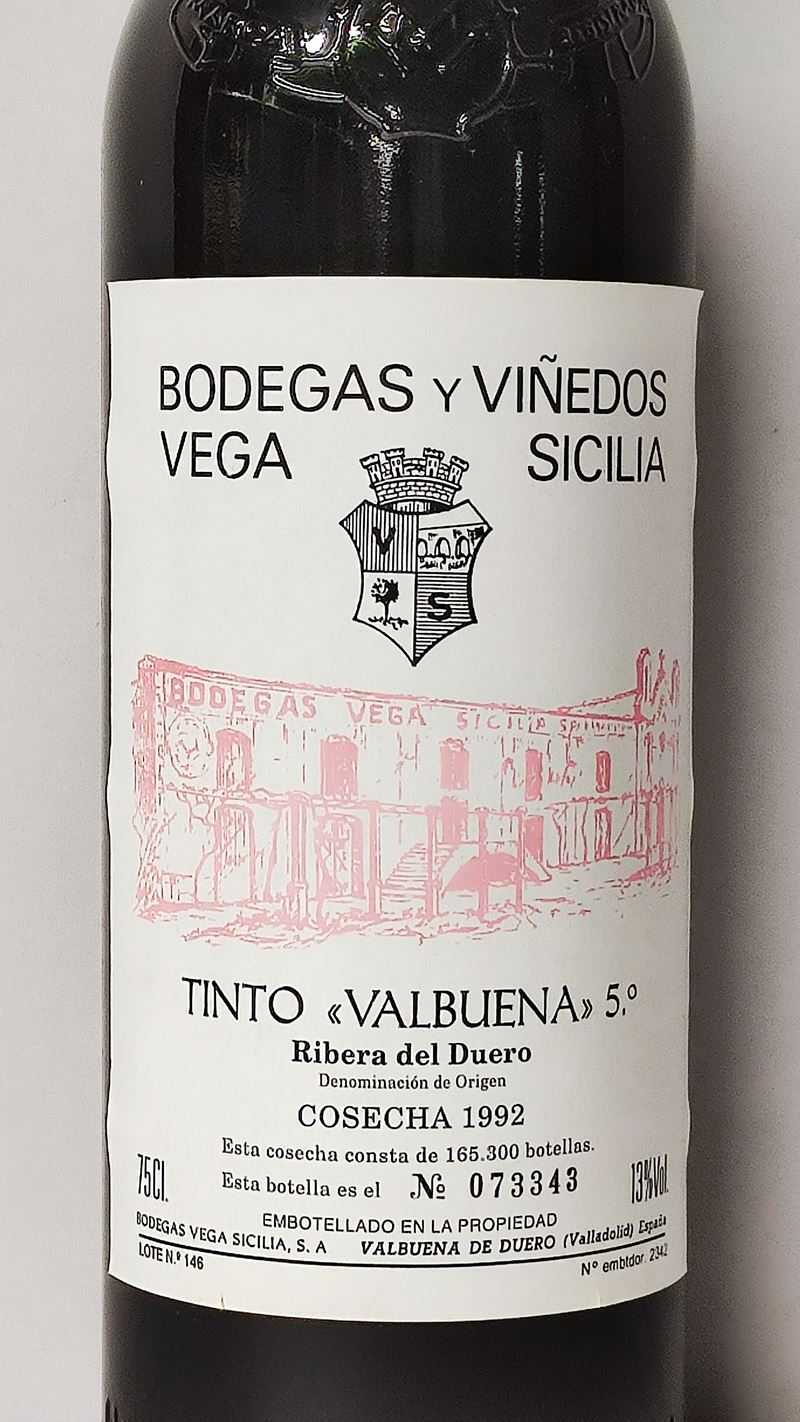 BODEGAS Y VIÑEDOS
VEGA SICILIA
V
S
BODEGAS VEGA SICILIA
TINTO «VALBUENA» 5.º
Ribera del Duero
Denominación de Origen
COSECHA 1992
Esta cosecha consta de 165.300 botellas.
75Cl.
Esta botella es el № 073343
13%Vol.
EMBOTELLADO EN LA PROPIEDAD
BODEGAS VEGA SICILIA, S. A VALBUENA DE DUERO (Valladolid) España
LOTE N.º 146
Nº embtdor. 2342